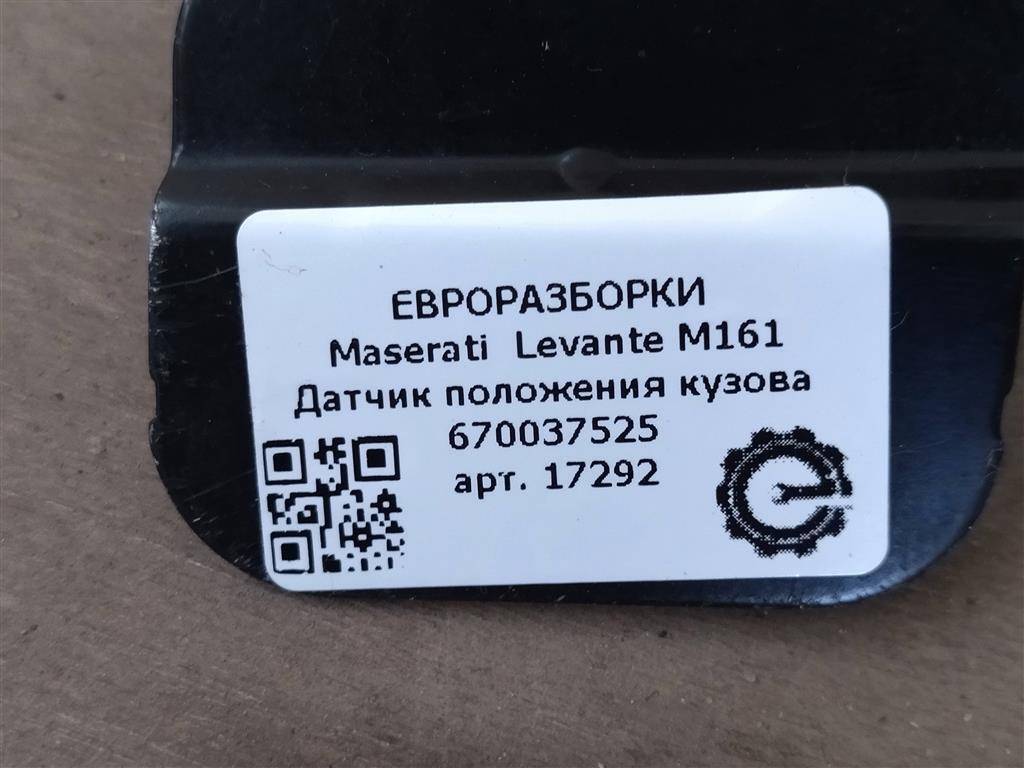 ЕВРОРАЗБОРКИ
Maserati Levante M161
Датчик положения кузова
670037525
арт. 17292